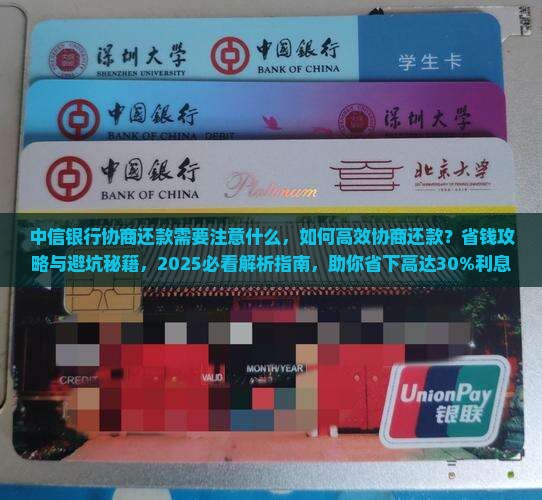 深圳大學
SHENZHEN UNIVERSITY
中國銀行
BANK OF CHINA
学生卡
中國銀行
BANK OF CHINA DEBIT
深圳大學
中國銀行
BANK OF CHINA
Platinum
北京大学
中信银行协商还款需要注意什么，如何高效协商还款？省钱攻
略与避坑秘籍，2025必看解析指南，助你省下高达30%利息
CREDIT
VALID
MONTH/YEAR
UnionPay
银联